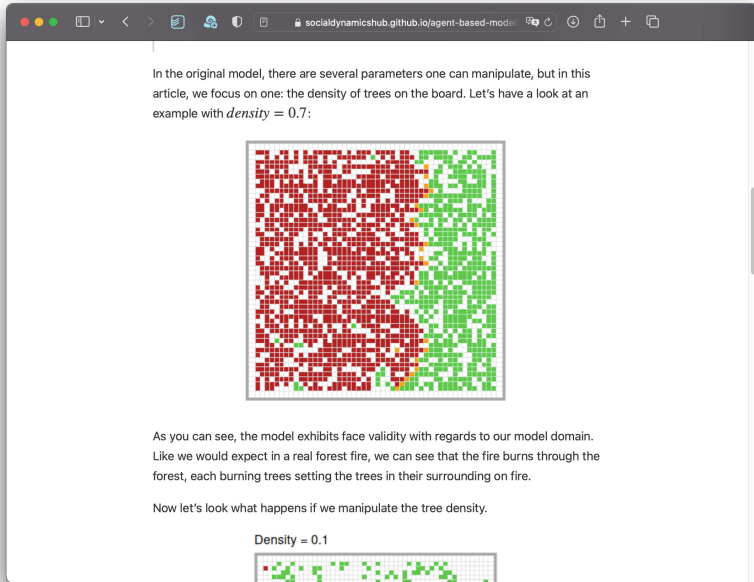 socialdynamicshub.github.io/agent-based-model
In the original model, there are several parameters one can manipulate, but in this
article, we focus on one: the density of trees on the board. Let's have a look at an
example with density = 0.7:
As you can see, the model exhibits face validity with regards to our model domain.
Like we would expect in a real forest fire, we can see that the fire burns through the
forest, each burning trees setting the trees in their surrounding on fire.
Now let's look what happens if we manipulate the tree density.
Density = 0.1